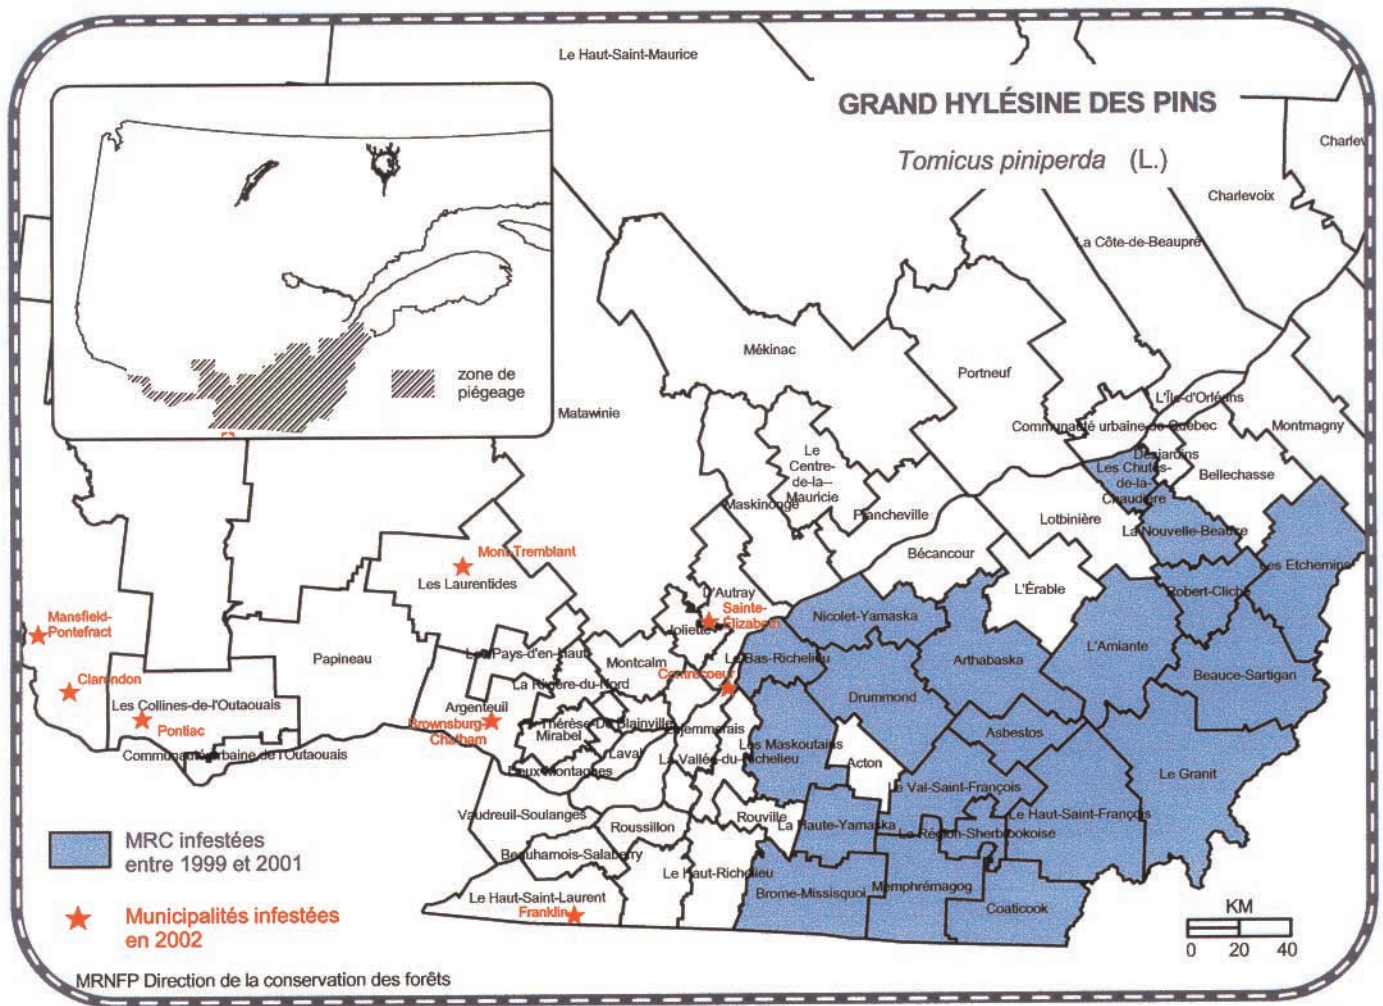 Le Haut-Saint-Maurice
GRAND HYLÉSINE DES PINS
Tomicus piniperda (L.)
Charlev
Charlevoix
La Côte-de-Beaupré
zone de
piégeage
Mékinac
Portneuf
Matawinie
L'Île-d'Orléans
Communauté urbaine de Québec
Montmagny
Desjardins
Bellechasse
Les Chutes-
de-la-
Chaudière
Le
Centre-
de-la--
Mauricie
Maskinongé
Francheville
Lotbinière
La Nouvelle-Beauce
Bécancour
Les Etchemins
Mont Tremblant
Les Laurentides
L'Érable
Robert-Cliche
D'Autray
Sainte-
Élizabeth
Nicolet-Yamaska
Mansfield-
Pontefract
Joliette
Papineau
Les Pays-d'en-Haut
Montcalm
Le Bas-Richelieu
Arthabaska
L'Amiante
Beauce-Sartigan
Clarendon
Contrecoeur
La Rivière-du-Nord
Drummond
Les Collines-de-l'Outaouais
Argenteuil
Pontiac
Brownsburg-
Chatham
Thérèse-De Blainville
Mirabel
Lajemmerais
Asbestos
Communauté urbaine de l'Outaouais
Laval
Les Maskoutains
La Vallée-du-Richelieu
Acton
Deux-Montagnes
Le Granit
Le Val-Saint-François
Vaudreuil-Soulanges
Roussillon
Rouville
La Haute-Yamaska
La Région-Sherbrookoise
Le Haut-Saint-François
MRC infestées
entre 1999 et 2001
Beauharnois-Salaberry
Le Haut-Richelieu
Brome-Missisquoi
Memphrémagog
Le Haut-Saint-Laurent
Franklin
Coaticook
Municipalités infestées
en 2002
KM
0 20 40
MRNFP Direction de la conservation des forêts